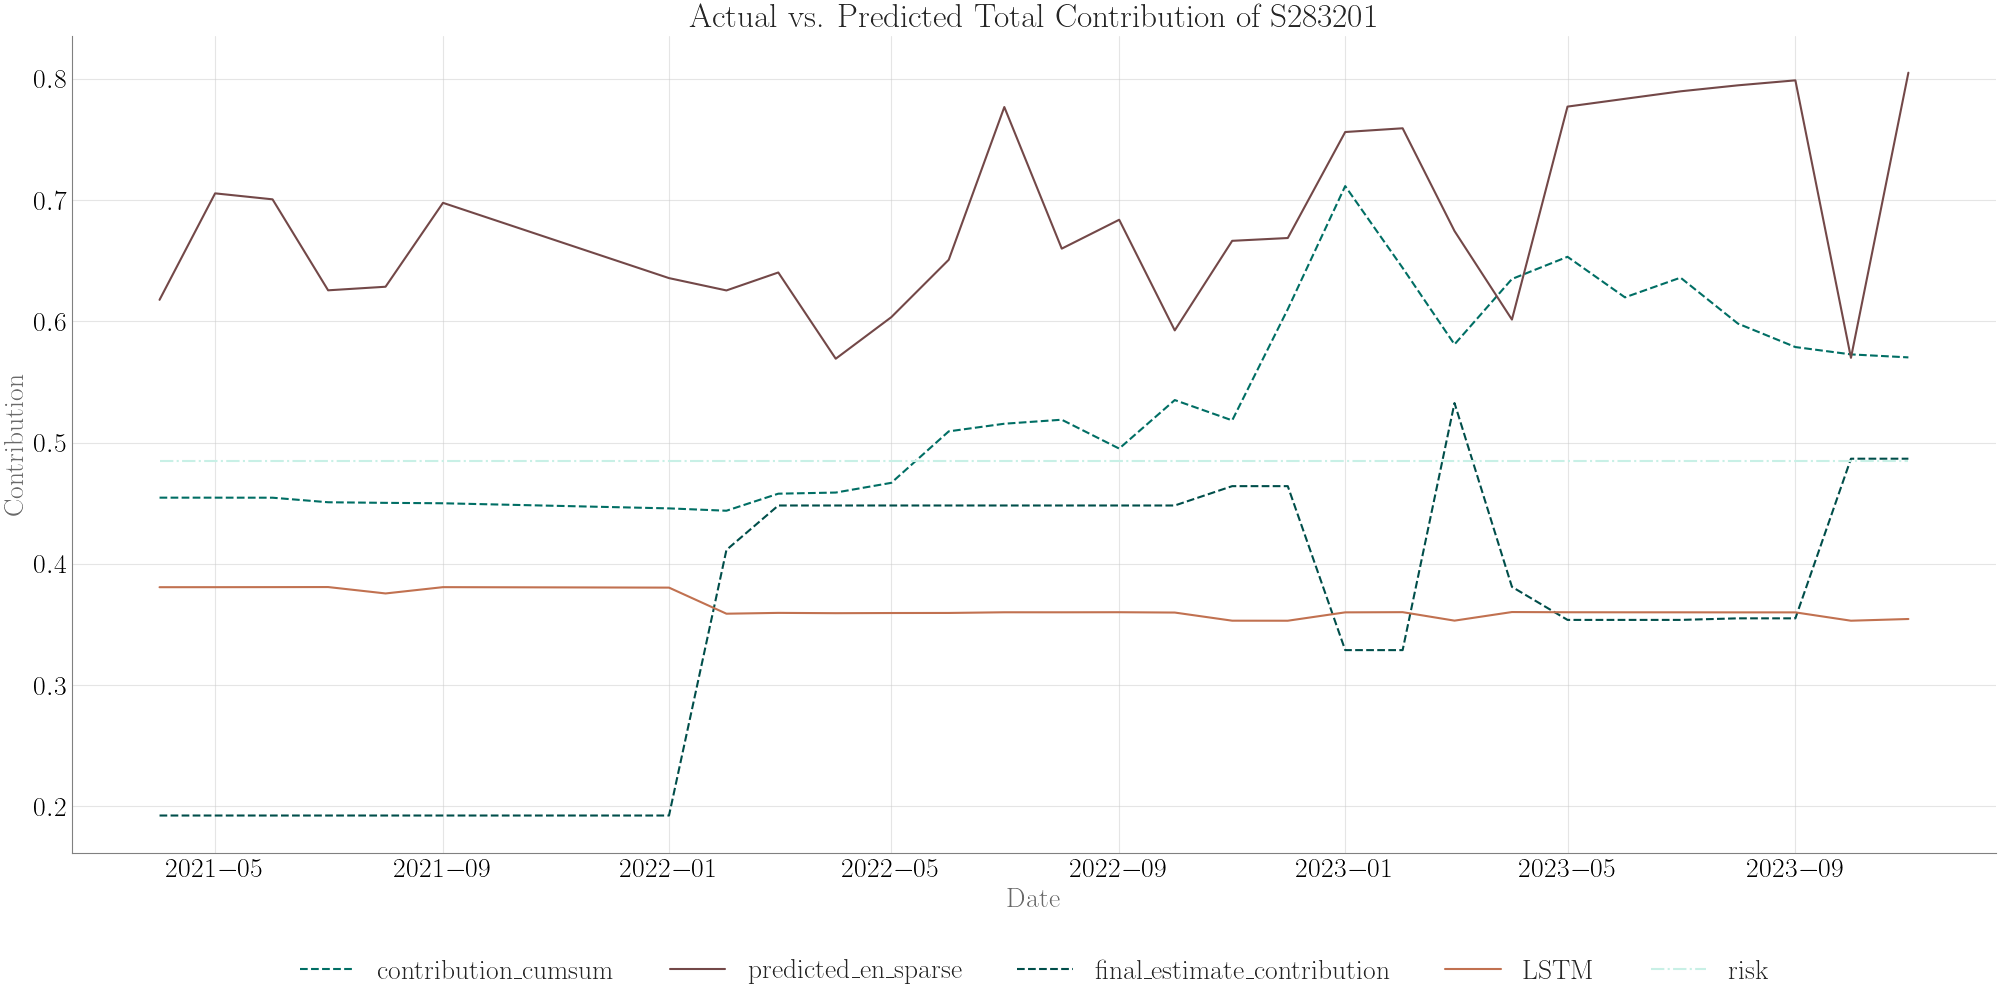 Actual vs. Predicted Total Contribution of S283201
0.8
0.7
0.6
0.5
0.4
0.3
0.2
Contribution
2021−05 2021−09 2022−01 2022−05 2022−09 2023−01 2023−05 2023−09
Date
contribution_cumsum predicted_en_sparse final_estimate_contribution LSTM risk